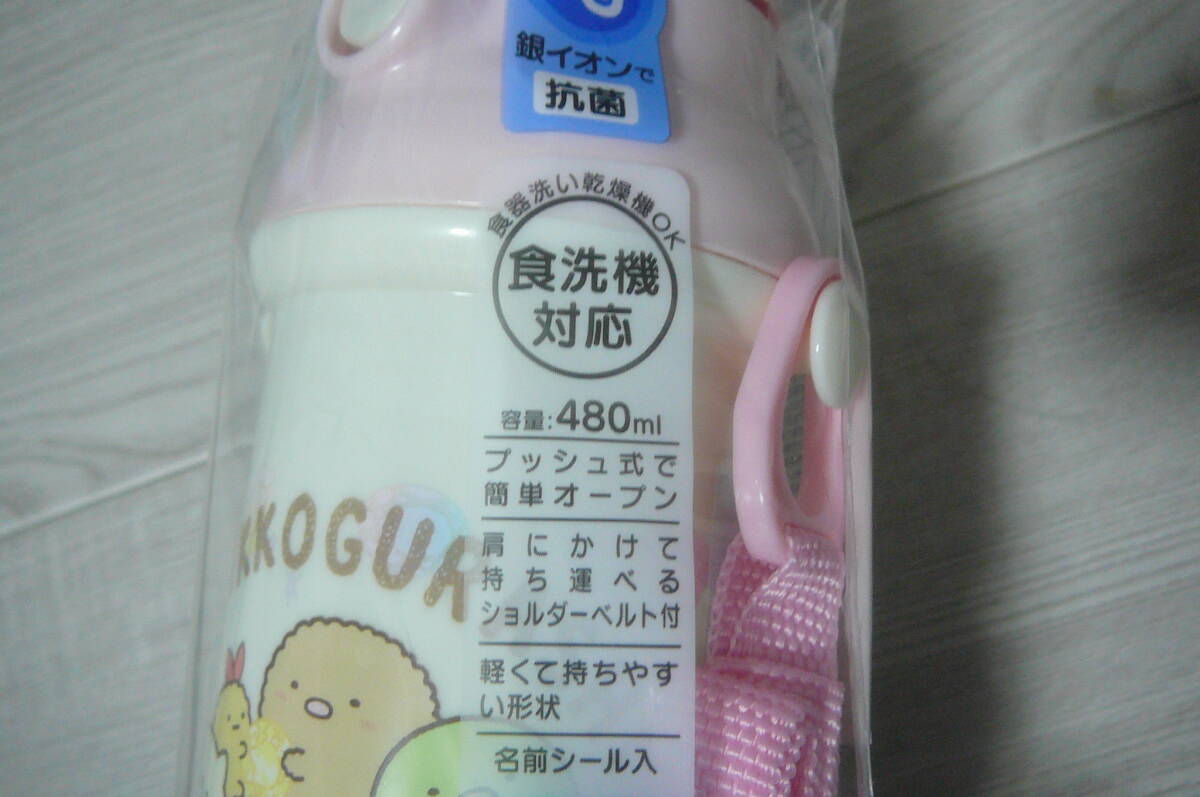 銀イオンで
抗菌
食器洗い乾燥機OK
食洗機
対応
容量:480ml
プッシュ式で
簡単オープン
肩にかけて
持ち運べる
ショルダーベルト付
軽くて持ちやす
い形状
名前シール入
KKOGUR